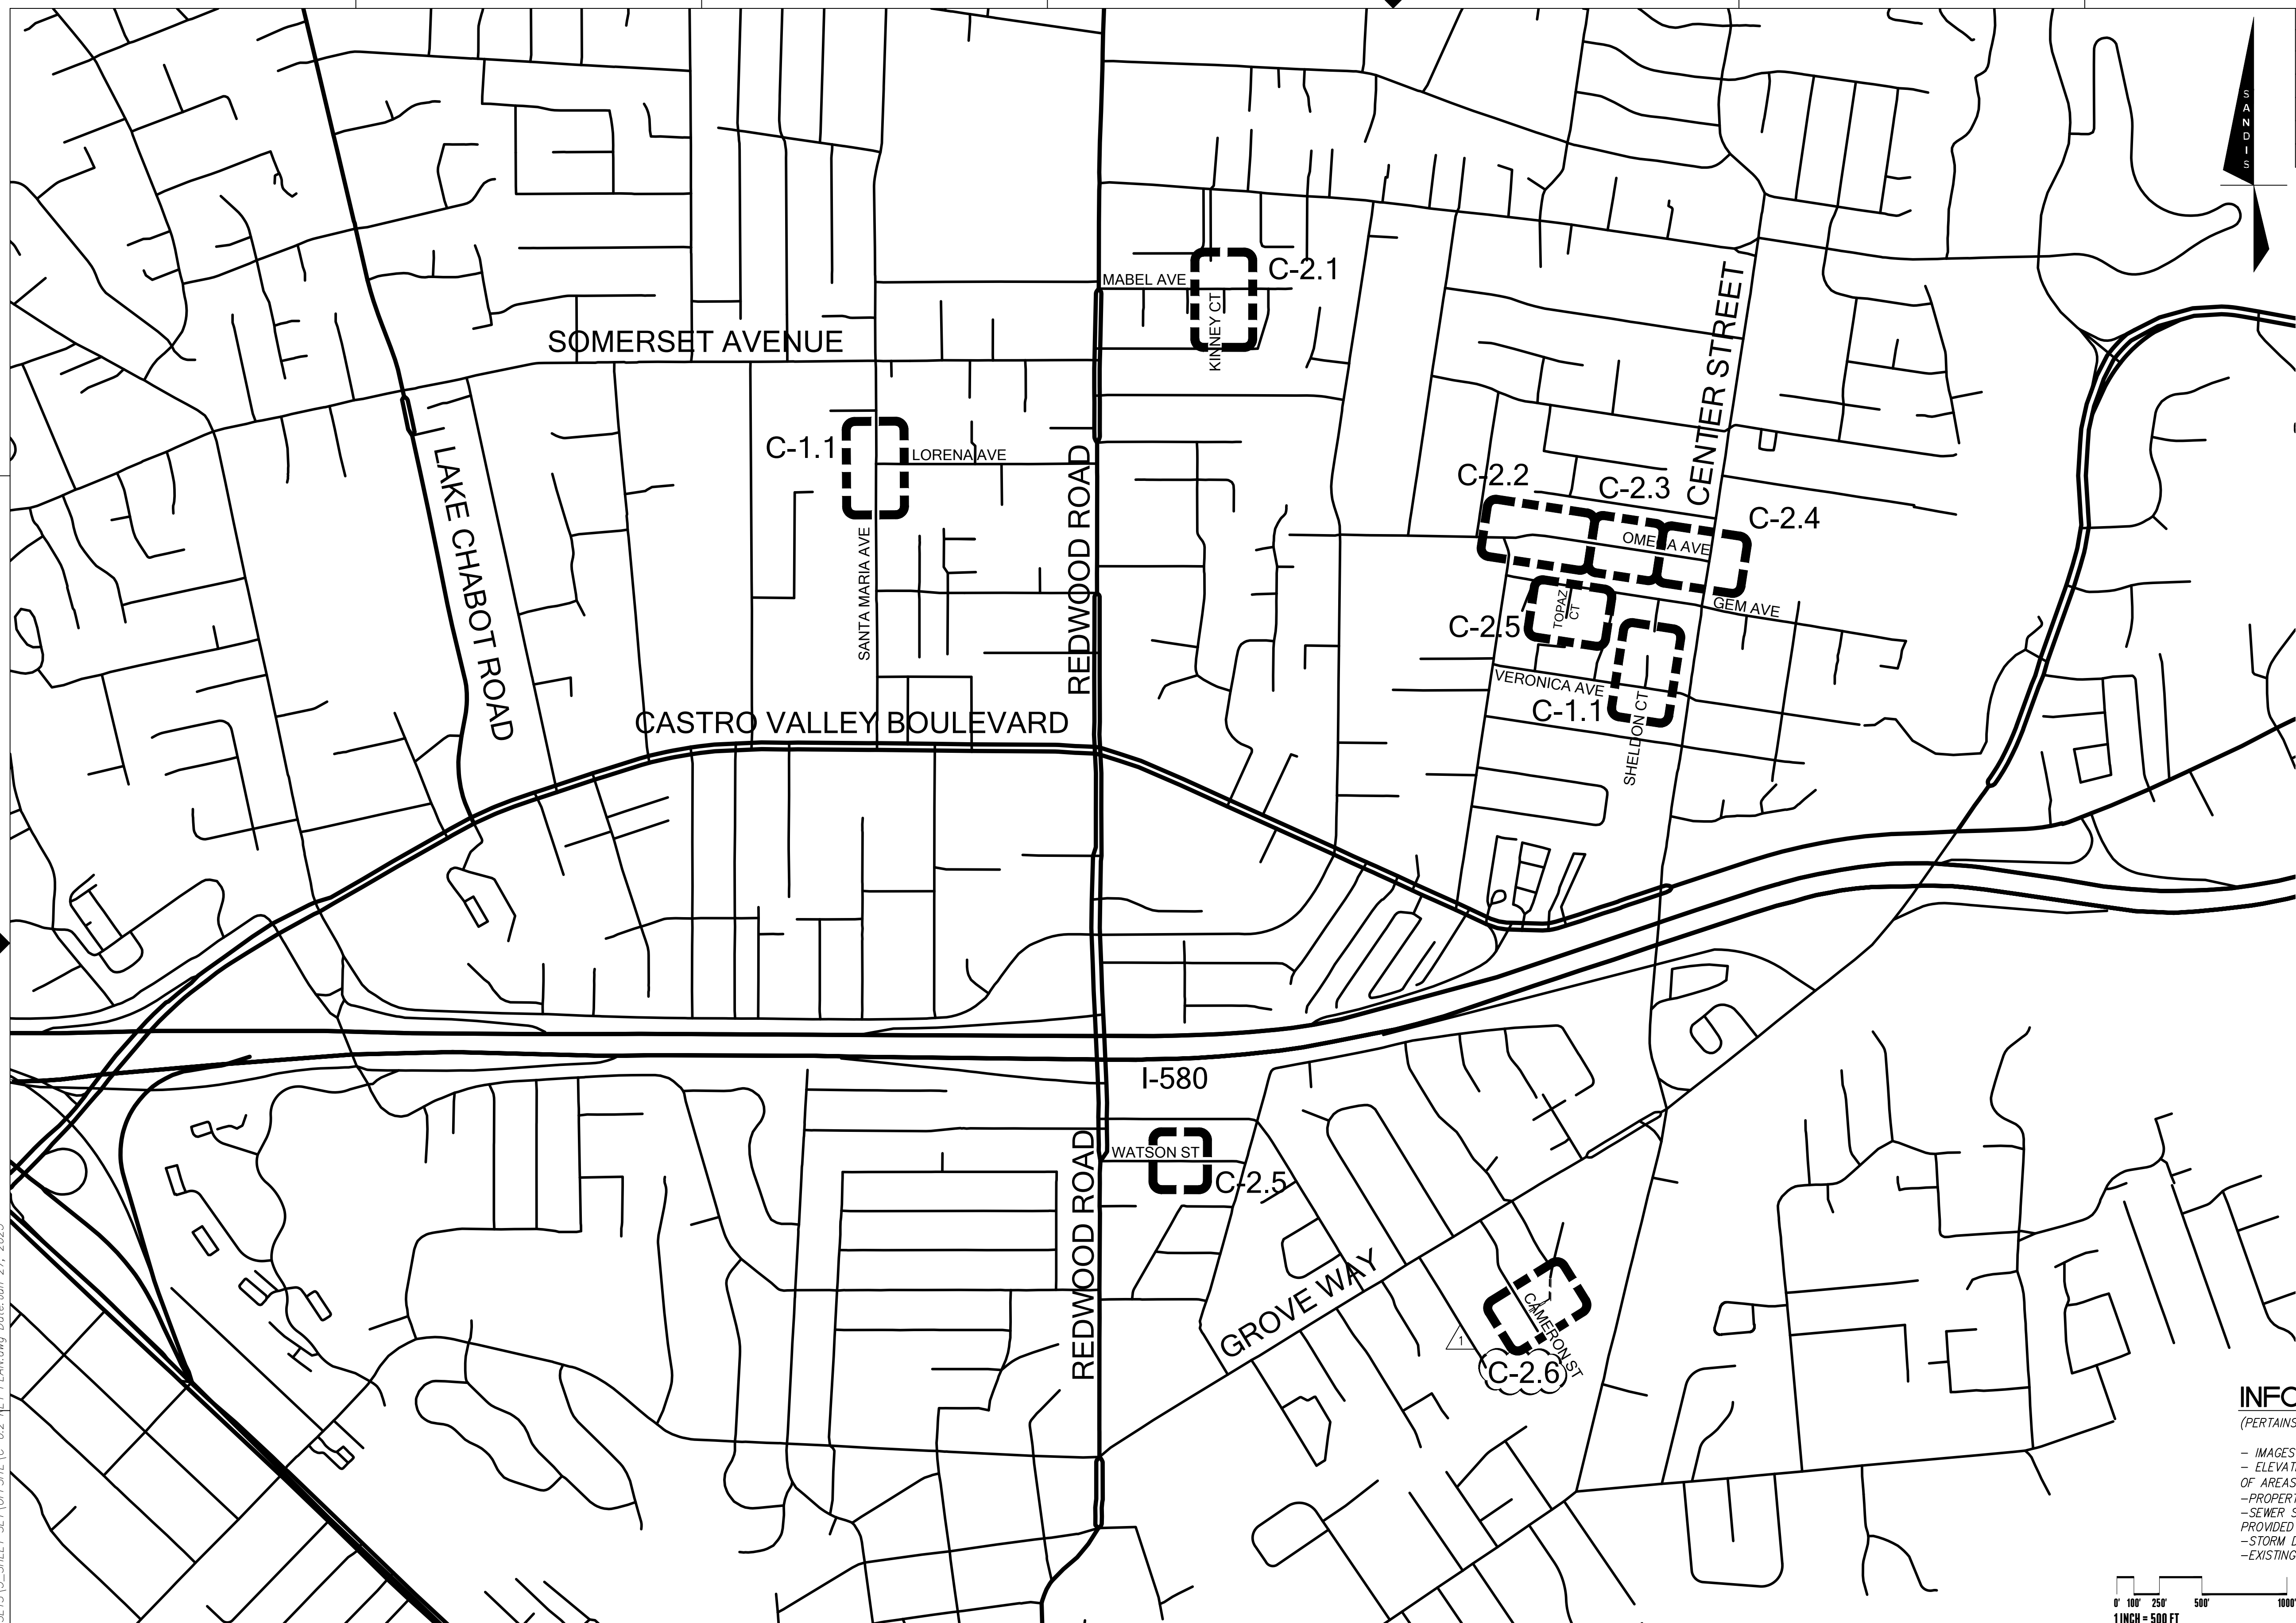 SANDIS
MABEL AVE
C-2.1
KINNEY CT
SOMERSET AVENUE
CENTER STREET
C-1.1
LORENA AVE
LAKE CHABOT ROAD
SANTA MARIA AVE
REDWOOD ROAD
C-2.2
C-2.3
C-2.4
AVE
GEM AVE
TOPAZ
CT
C-2.5
VERONICA AVE
C-1.1
SHELDON CT
CASTRO VALLEY BOULEVARD
I-580
WATSON ST
C-2.5
REDWOOD ROAD
GROVE WAY
1
CAMERON ST
C-2.6
(PERTAINS
- IMAGES
OF AREAS
-SEWER S
PROVIDED
-STORM D
-EXISTING
0' 100' 250' 500' 1000'
1 INCH = 500 FT